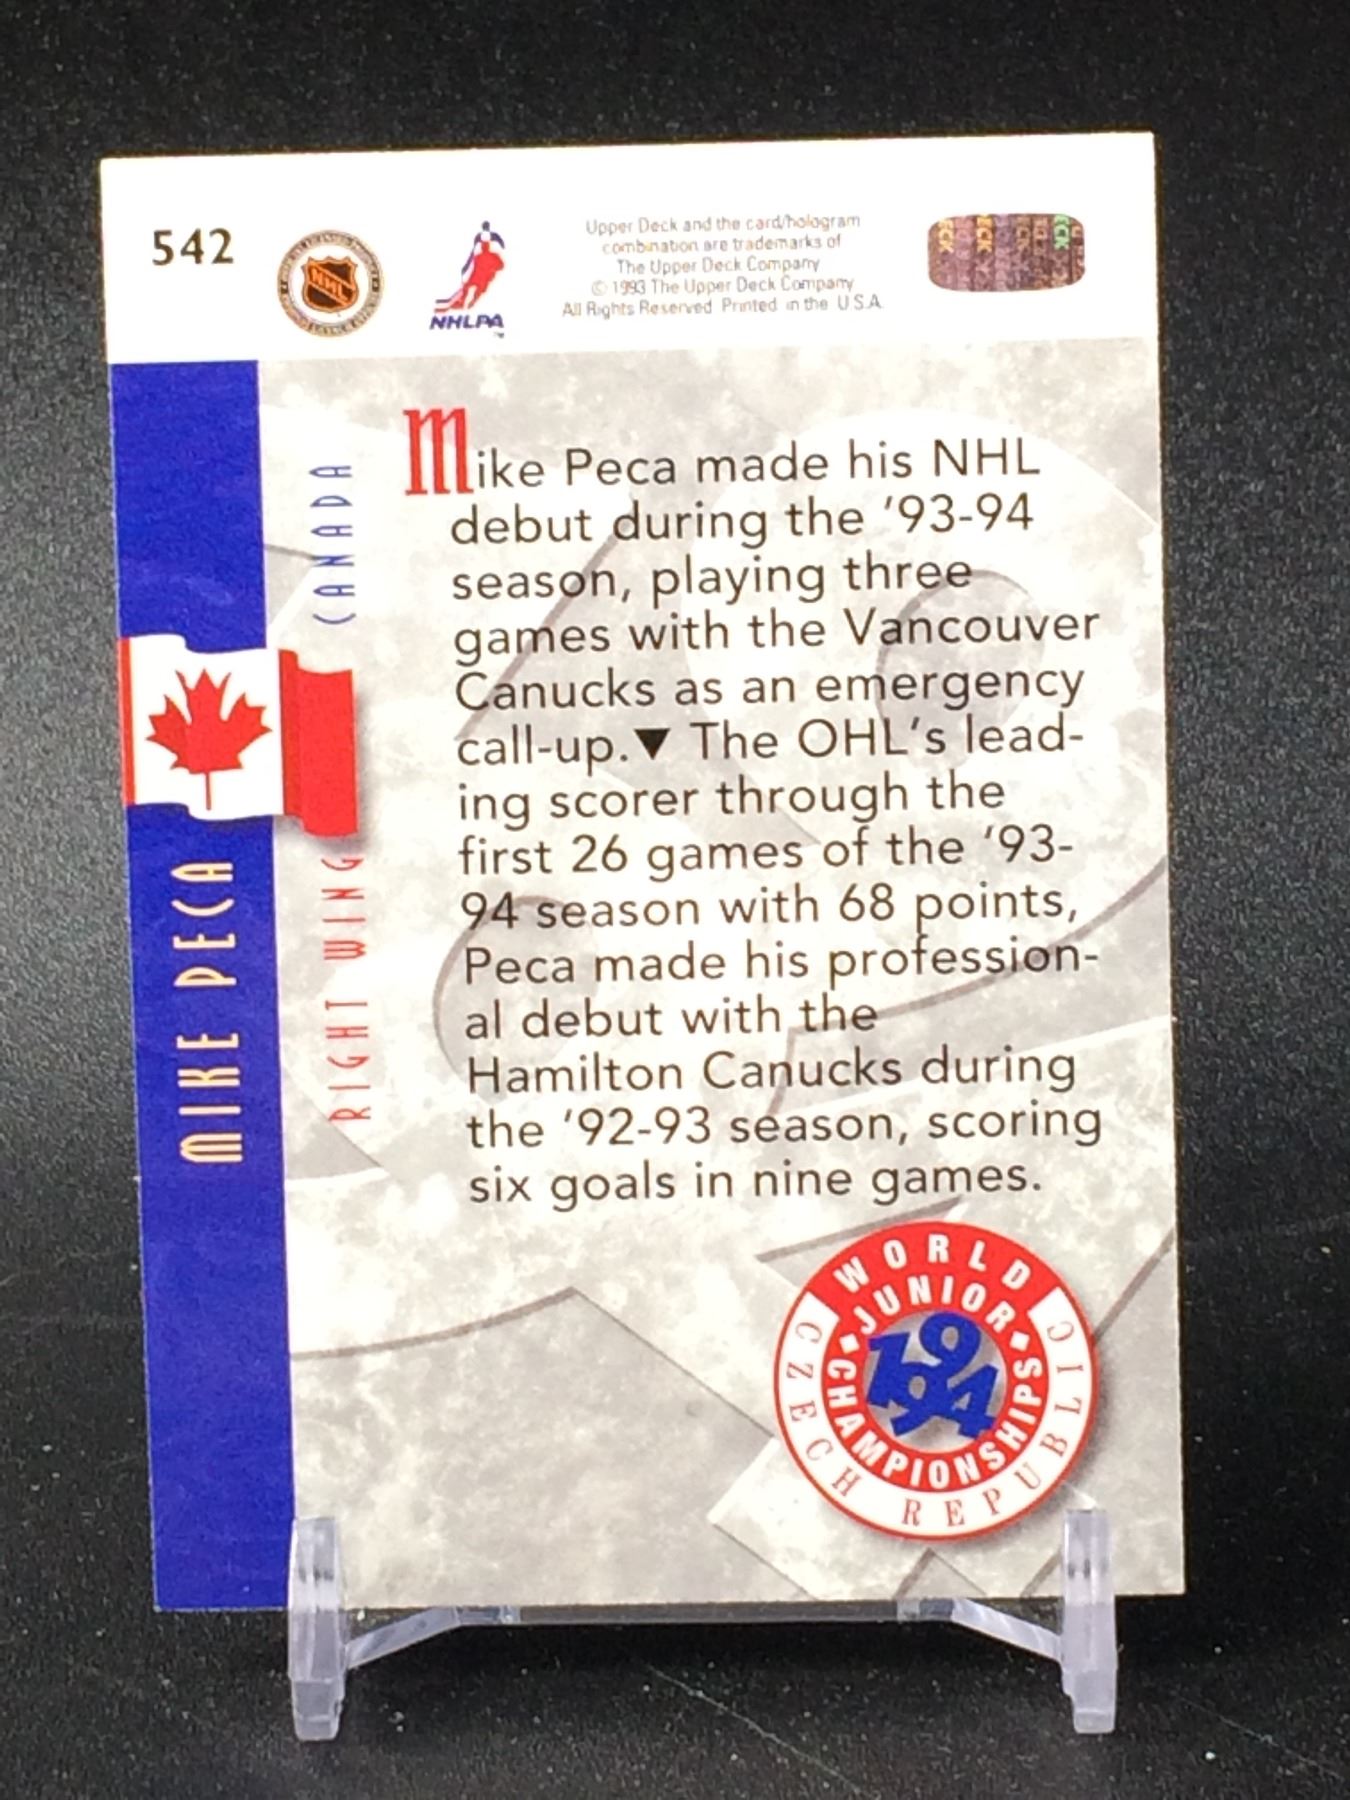 542
NHL
NHLPA
Upper Deck and the card/hologram
combination are trademarks of
The Upper Deck Company
© 1993 The Upper Deck Company
All Rights Reserved Printed in the U.S.A.
MIKE PECA
CANADA
RIGHT WING
Mike Peca made his NHL
debut during the '93-94
season, playing three
games with the Vancouver
Canucks as an emergency
call-up.▼ The OHL's lead-
ing scorer through the
first 26 games of the '93-
94 season with 68 points,
Peca made his profession-
al debut with the
Hamilton Canucks during
the '92-93 season, scoring
six goals in nine games.
WORLD
JUNIOR
1994
CHAMPIONSHIPS
CZECH REPUBLIC